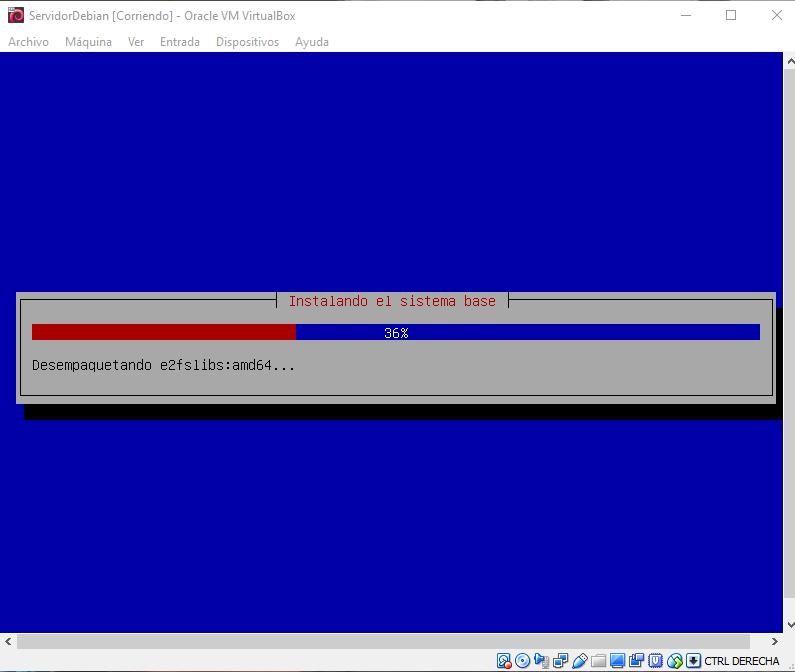 ServidorDebian [Corriendo] - Oracle VM VirtualBox
Archivo Máquina Ver Entrada Dispositivos Ayuda
Instalando el sistema base
36%
Desempaquetando e2fslibs:amd64...
CTRL DERECHA